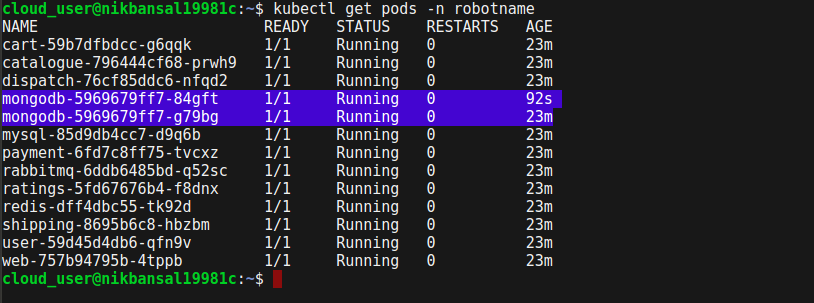 cloud_user@nikbansal19981c:~$ kubectl get pods -n robotname
NAME READY STATUS RESTARTS AGE
cart-59b7dfbdcc-g6qqk 1/1 Running 0 23m
catalogue-796444cf68-prwh9 1/1 Running 0 23m
dispatch-76cf85ddc6-nfqd2 1/1 Running 0 23m
mongodb-5969679ff7-84gft 1/1 Running 0 92s
mongodb-5969679ff7-g79bg 1/1 Running 0 23m
mysql-85d9db4cc7-d9q6b 1/1 Running 0 23m
payment-6fd7c8ff75-tvcxz 1/1 Running 0 23m
rabbitmq-6ddb6485bd-q52sc 1/1 Running 0 23m
ratings-5fd67676b4-f8dnx 1/1 Running 0 23m
redis-dff4dbc55-tk92d 1/1 Running 0 23m
shipping-8695b6c8-hbzbm 1/1 Running 0 23m
user-59d45d4db6-qfn9v 1/1 Running 0 23m
web-757b94795b-4tppb 1/1 Running 0 23m
cloud_user@nikbansal19981c:~$